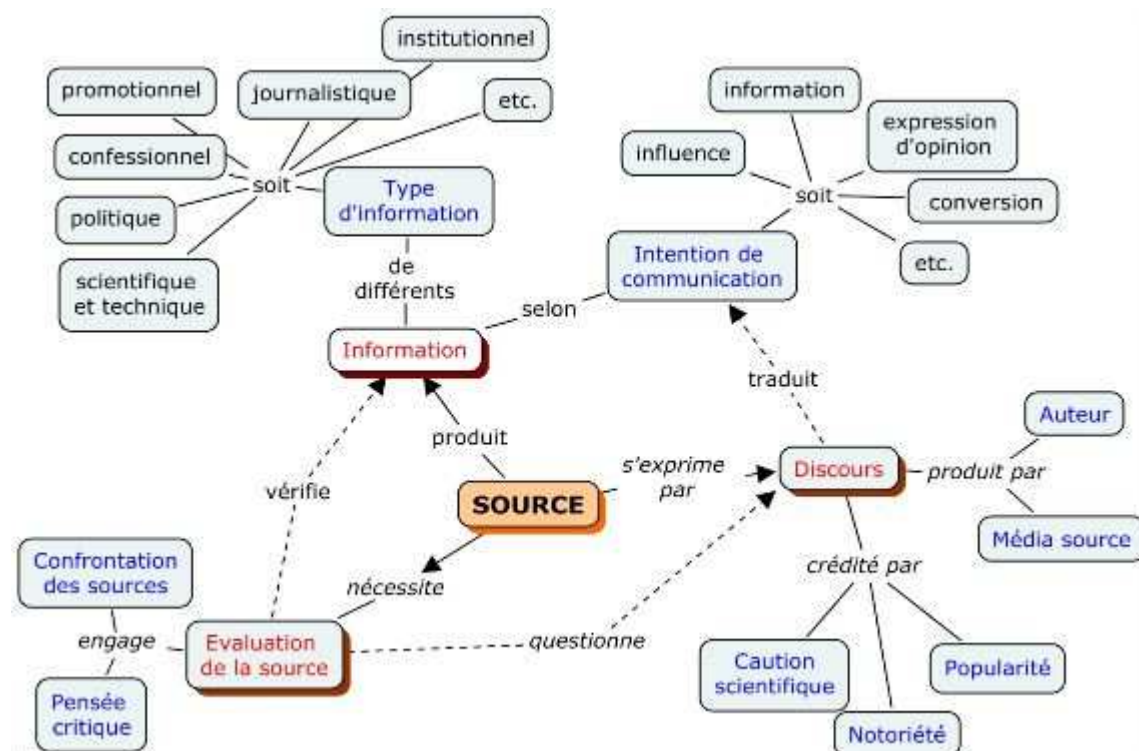 institutionnel
promotionnel
journalistique
etc.
confessionnel
soit
politique
Type
d'information
scientifique
et technique
de
différents
information
expression
d'opinion
influence
soit
conversion
etc.
Intention de
communication
selon
Information
traduit
produit
Auteur
s'exprime
par
Discours
produit par
vérifie
SOURCE
Média source
Confrontation
des sources
nécessite
crédité par
engage
Evaluation
de la source
questionne
Pensée
critique
Caution
scientifique
Popularité
Notoriété